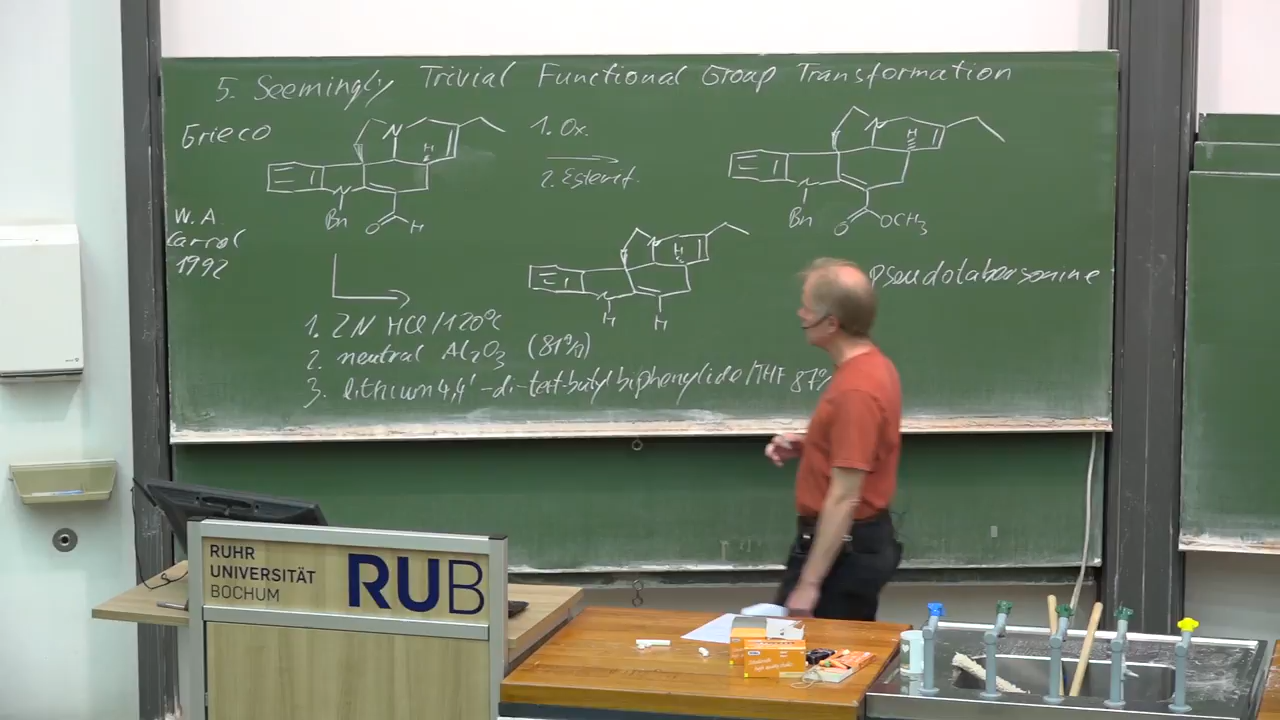 5. Seemingly Trivial Functional Group Transformation
Grieco
W. A.
Carrol
1992
N
H
N
Bn
O
H
1. Ox.
2. Esterif.
N
H
N
Bn
O
OCH3
N
H
N
H
H
pseudotabersonine
1. 2N HCl/120°C
2. neutral Al2O3 (81%)
3. lithium 4,4'-di-tert-butyl biphenylide/THF 87%
RUHR
UNIVERSITÄT
BOCHUM
RUB